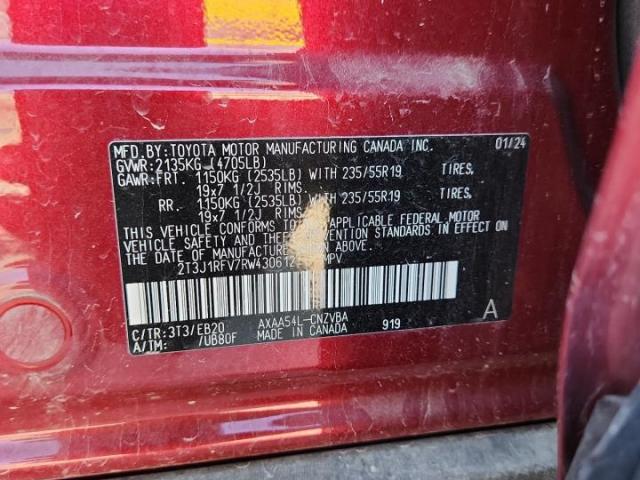 MFD.BY:TOYOTA MOTOR MANUFACTURING CANADA INC. 01/24
GVWR:2135KG (4705LB)
GAWR:FRT. 1150KG (2535LB) WITH 235/55R19 TIRES.
19x7 1/2J RIMS.
RR. 1150KG (2535LB) WITH 235/55R19 TIRES.
19x7 1/2J RIMS.
THIS VEHICLE CONFORMS TO APPLICABLE FEDERAL MOTOR
VEHICLE SAFETY AND PREVENTION STANDARDS IN EFFECT ON
THE DATE OF MANUFACTURE ABOVE.
MPV.
C/TR:3T3/EB20 AXAA54L-CNZVBA A
A/TM: /UB80F MADE IN CANADA 919